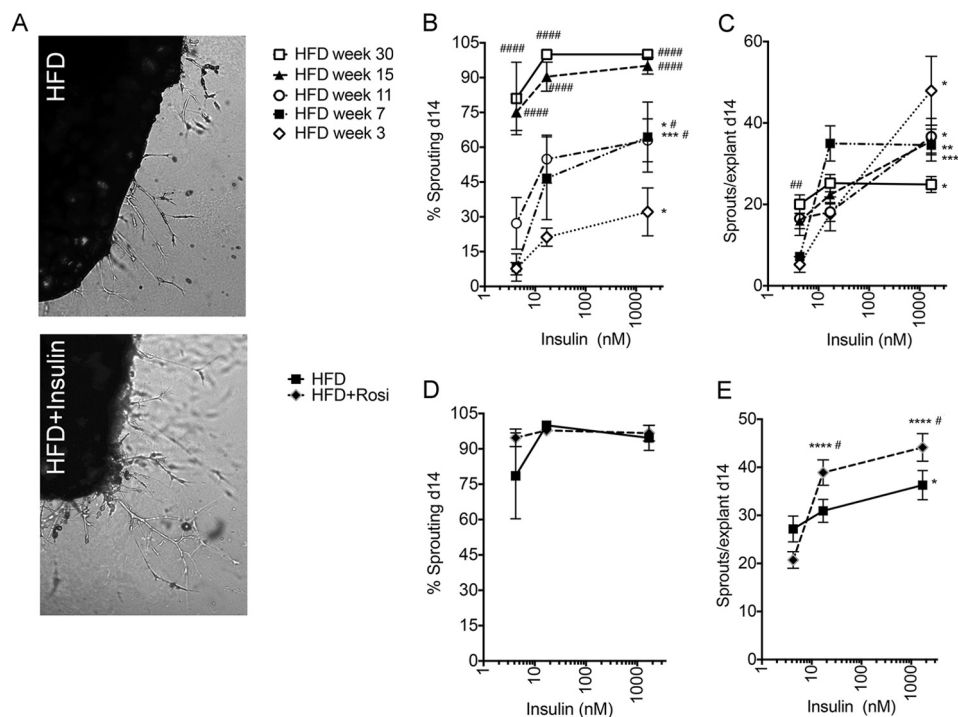 A
HFD
HFD+Insulin
HFD week 30
HFD week 15
HFD week 11
HFD week 7
HFD week 3
B
% Sprouting d14
105
90
75
60
45
30
15
0
1
10
100
1000
Insulin (nM)
####
####
####
####
####
####
* #
*** #
*
C
Sprouts/explant d14
60
40
20
0
1
10
100
1000
Insulin (nM)
##
*
*
**
***
*
HFD
HFD+Rosi
D
% Sprouting d14
105
90
75
60
45
30
15
0
1
10
100
1000
Insulin (nM)
E
Sprouts/explant d14
50
40
30
20
10
0
1
10
100
1000
Insulin (nM)
**** #
**** #
*